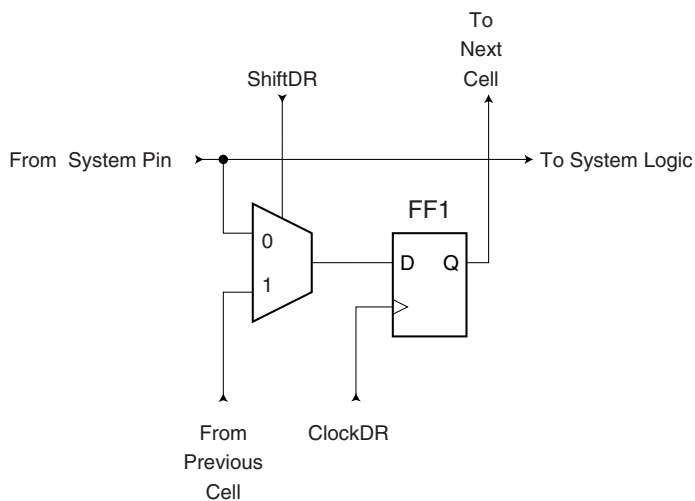 To
Next
Cell
ShiftDR
From System Pin
To System Logic
FF1
0
D Q
1
From
Previous
Cell
ClockDR